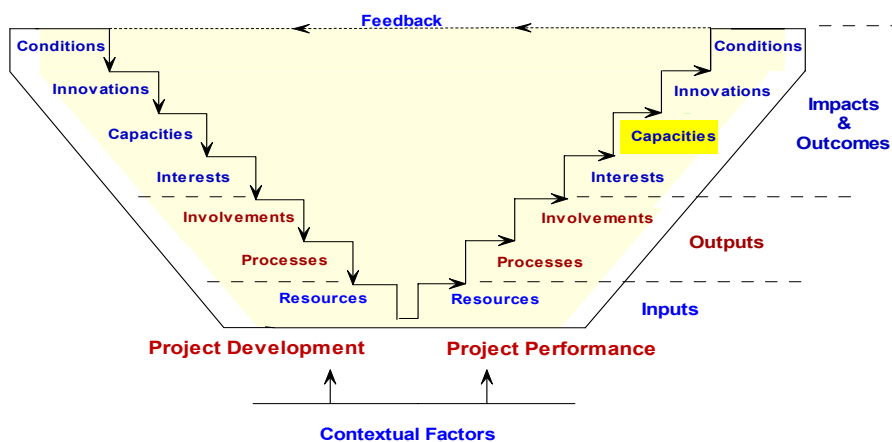 Feedback
Conditions
Conditions
Innovations
Innovations
Capacities
Capacities
Impacts
&
Outcomes
Interests
Interests
Involvements
Involvements
Outputs
Processes
Processes
Resources
Resources
Inputs
Project Development
Project Performance
Contextual Factors